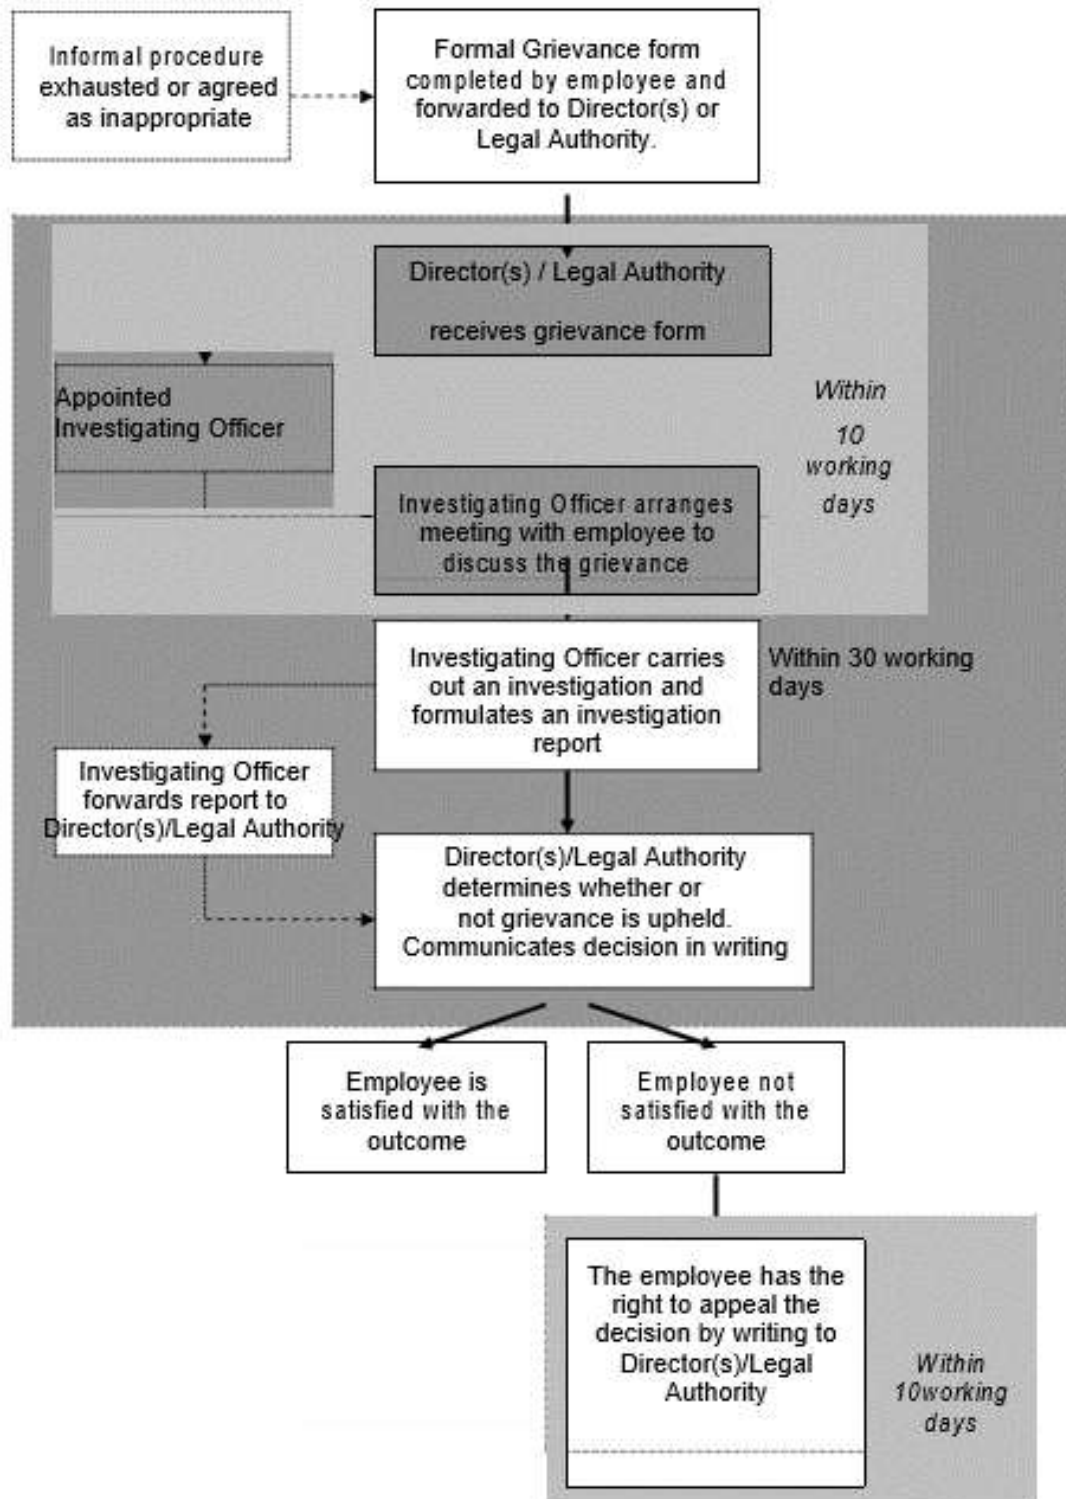 Informal procedure
exhausted or agreed
as inappropriate
Formal Grievance form
completed by employee and
forwarded to Director(s) or
Legal Authority.
Director(s) / Legal Authority
receives grievance form
Appointed
Investigating Officer
Within
10
working
days
Investigating Officer arranges
meeting with employee to
discuss the grievance
Investigating Officer carries
out an investigation and
formulates an investigation
report
Within 30 working
days
Investigating Officer
forwards report to
Director(s)/Legal Authority
Director(s)/Legal Authority
determines whether or
not grievance is upheld.
Communicates decision in writing
Employee is
satisfied with the
outcome
Employee not
satisfied with the
outcome
The employee has the
right to appeal the
decision by writing to
Director(s)/Legal
Authority
Within
10working
days